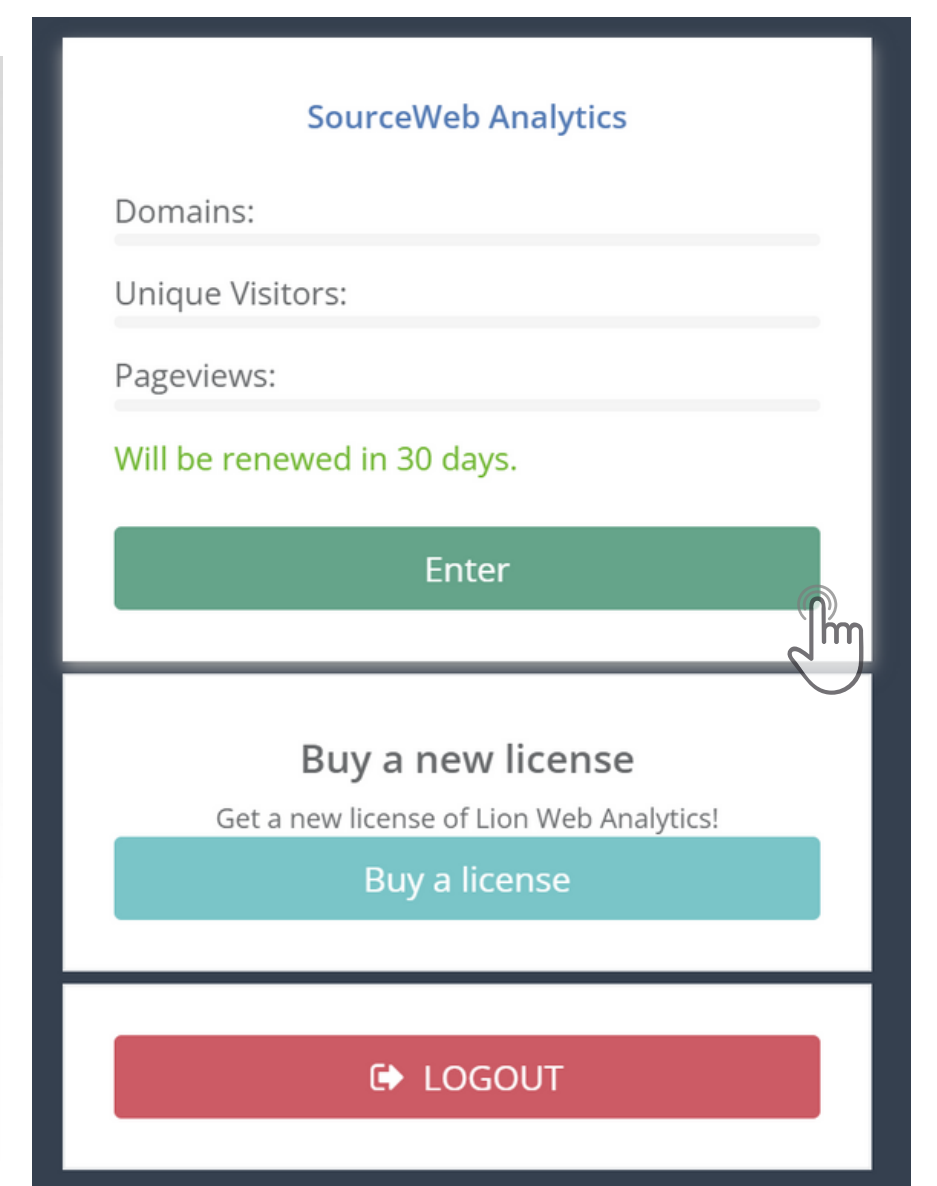 SourceWeb Analytics
Domains:
Unique Visitors:
Pageviews:
Will be renewed in 30 days.
Enter
Buy a new license
Get a new license of Lion Web Analytics!
Buy a license
LOGOUT